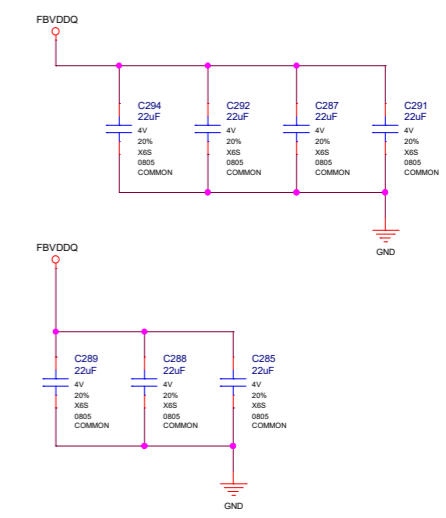 FBVDDQ
C294
22uF
4V
20%
X6S
0805
COMMON
C292
22uF
4V
20%
X6S
0805
COMMON
C287
22uF
4V
20%
X6S
0805
COMMON
C291
22uF
4V
20%
X6S
0805
COMMON
GND
FBVDDQ
C289
22uF
4V
20%
X6S
0805
COMMON
C288
22uF
4V
20%
X6S
0805
COMMON
C285
22uF
4V
20%
X6S
0805
COMMON
GND